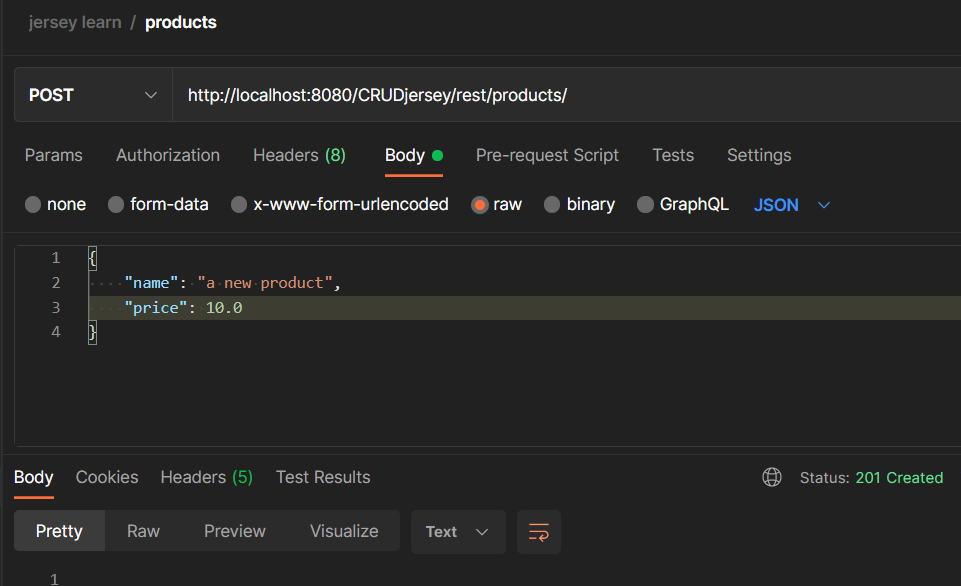 jersey learn / products
POST http://localhost:8080/CRUDjersey/rest/products/
Params Authorization Headers (8) Body Pre-request Script Tests Settings
none form-data x-www-form-urlencoded raw binary GraphQL JSON
1 {
2 "name": "a new product",
3 "price": 10.0
4 }
Body Cookies Headers (5) Test Results Status: 201 Created
Pretty Raw Preview Visualize Text
1